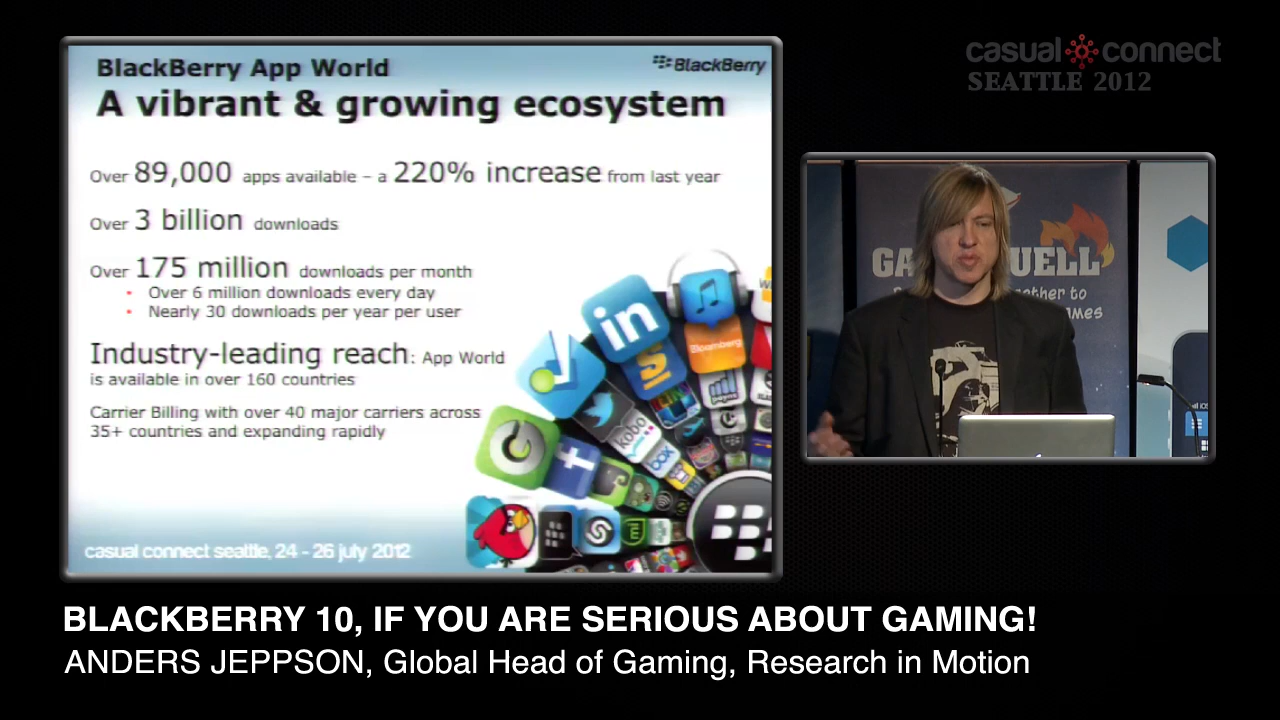 casual connect
SEATTLE 2012
BlackBerry App World
BlackBerry
A vibrant & growing ecosystem
Over 89,000 apps available – a 220% increase from last year
Over 3 billion downloads
Over 175 million downloads per month
• Over 6 million downloads every day
• Nearly 30 downloads per year per user
Industry-leading reach: App World
is available in over 160 countries
Carrier Billing with over 40 major carriers across
35+ countries and expanding rapidly
in
Bloomberg
kobo
box
f
casual connect seattle, 24 - 26 july 2012
BLACKBERRY 10, IF YOU ARE SERIOUS ABOUT GAMING!
ANDERS JEPPSON, Global Head of Gaming, Research in Motion